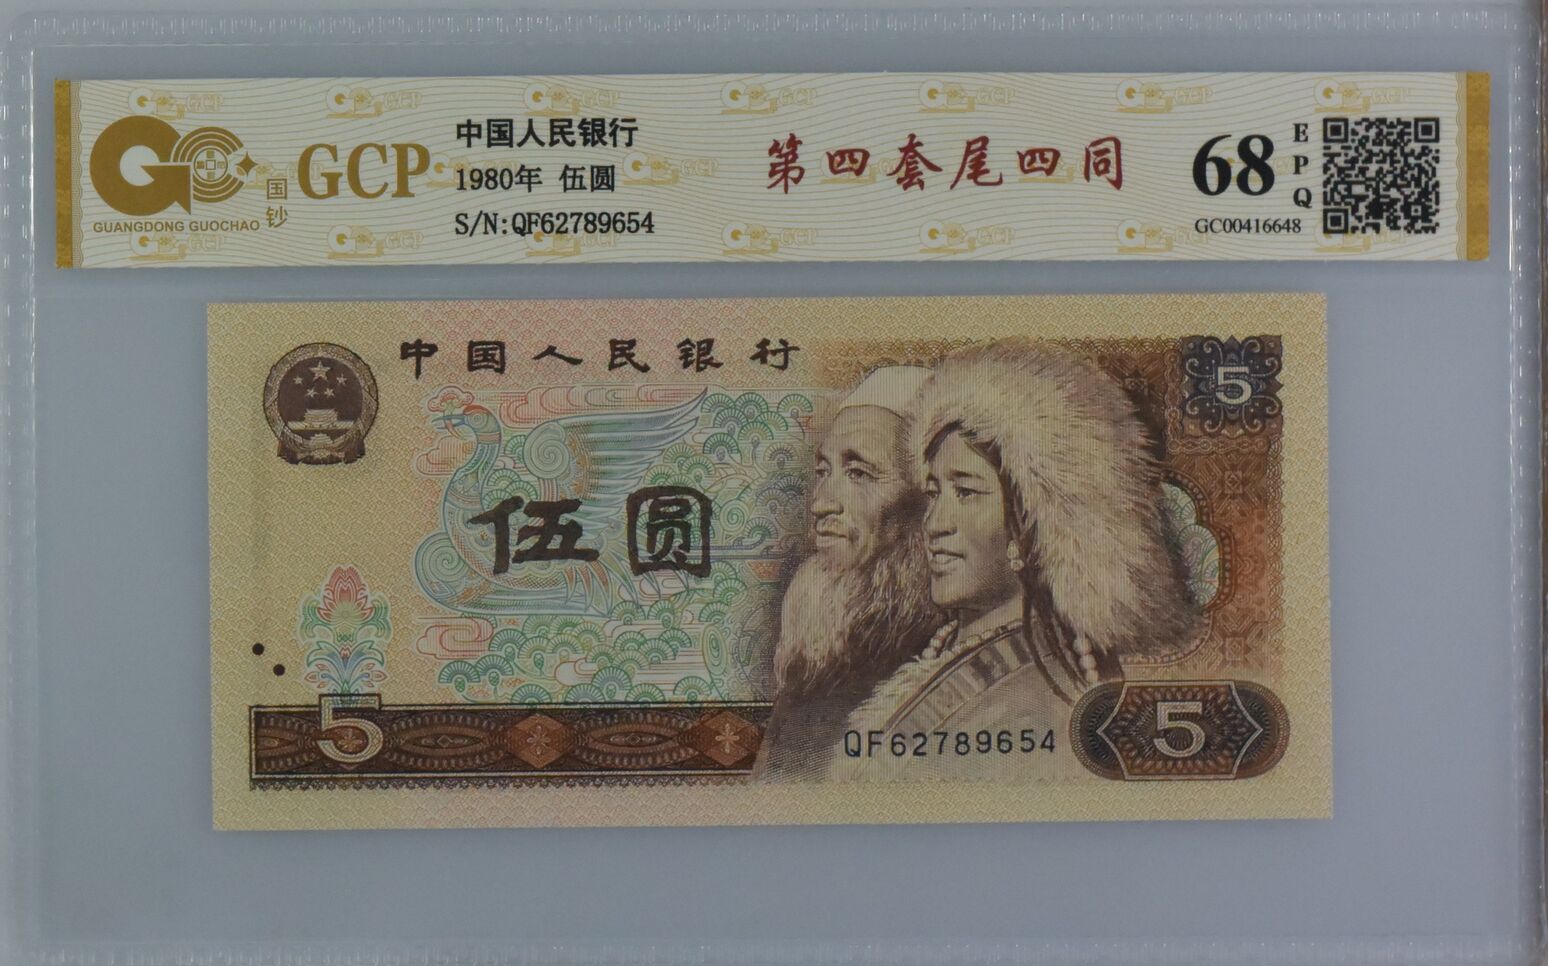 GCP
国钞
GUANGDONG GUOCHAO
中国人民银行
1980年 伍圆
S/N:QF62789654
第四套尾四同
68
EPQ
GC00416648
中国人民银行
5
伍圆
5
QF62789654
5